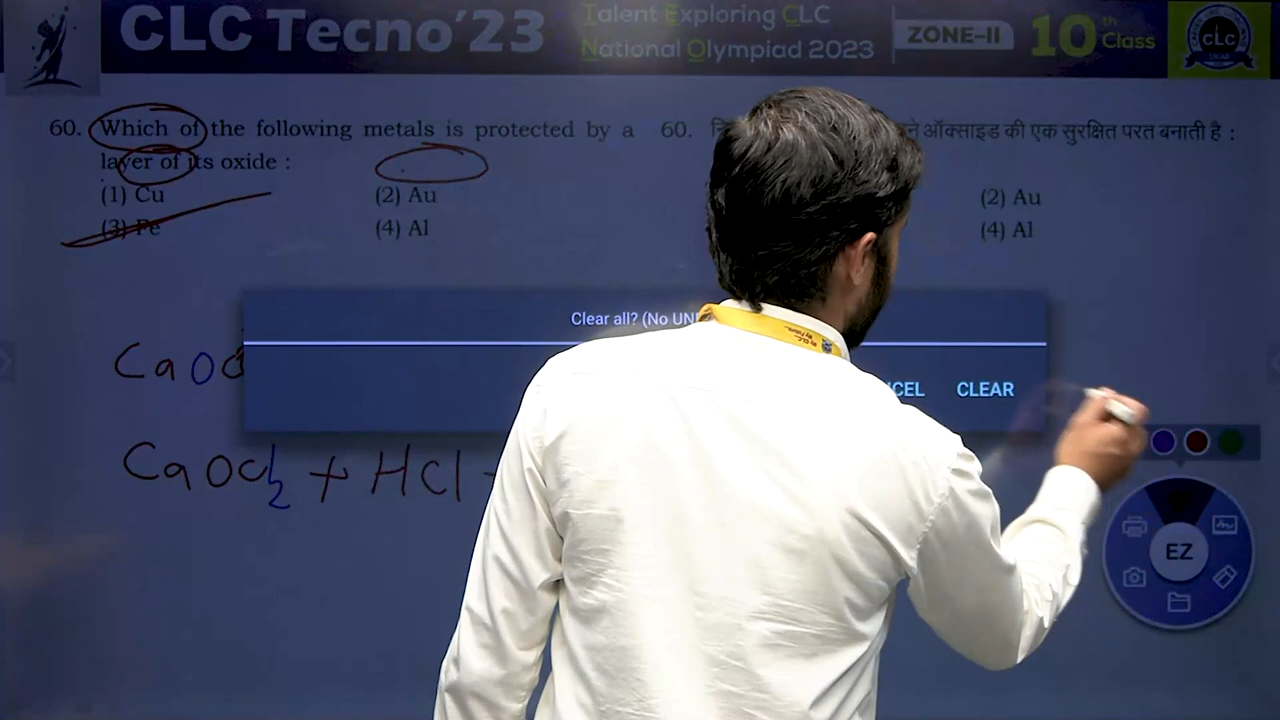 CLC Tecno'23
Talent Exploring CLC
National Olympiad 2023
ZONE-II
10th Class
CLC
60. Which of the following metals is protected by a
layer of its oxide :
(1) Cu (2) Au
(3) Fe (4) Al
60. ने ऑक्साइड की एक सुरक्षित परत बनाती है :
(2) Au
(4) Al
Clear all? (No
CLEAR
CaO
CaOCl2 + HCl
EZ